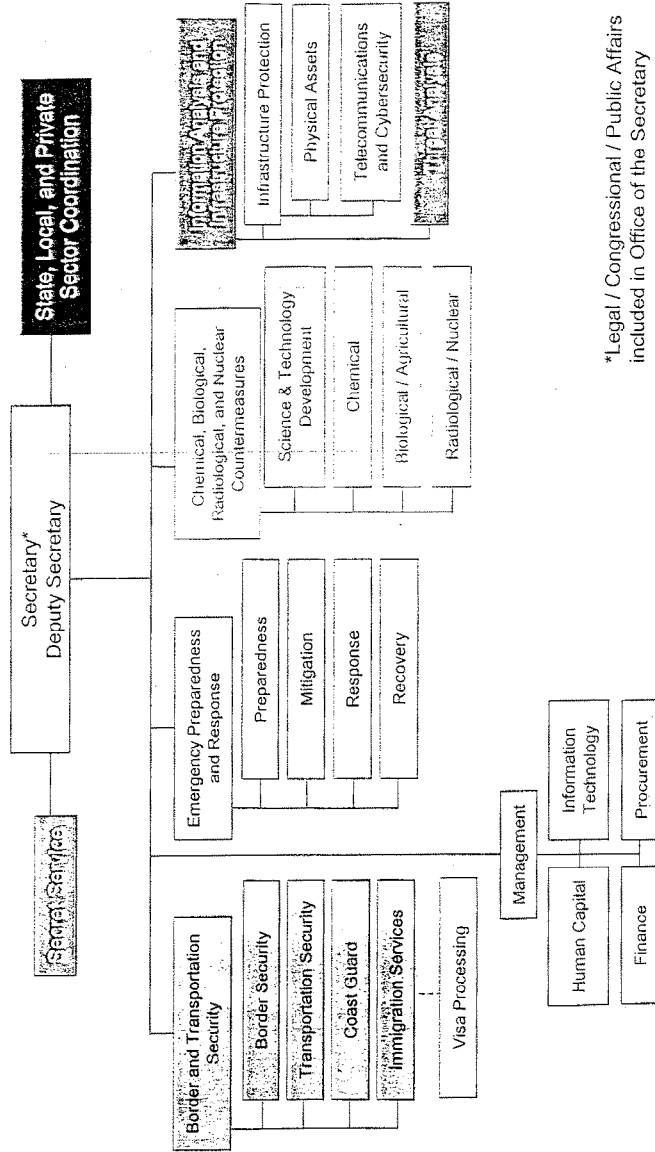 Secretary*
Deputy Secretary
Secret Service
State, Local, and Private
Sector Coordination
Border and Transportation
Security
Border Security
Transportation Security
Coast Guard
Immigration Services
Visa Processing
Emergency Preparedness
and Response
Preparedness
Mitigation
Response
Recovery
Chemical, Biological,
Radiological, and Nuclear
Countermeasures
Science & Technology
Development
Chemical
Biological / Agricultural
Radiological / Nuclear
Information Analysis and
Infrastructure Protection
Infrastructure Protection
Physical Assets
Telecommunications
and Cybersecurity
Threat Analysis
Management
Human Capital
Information
Technology
Finance
Procurement
*Legal / Congressional / Public Affairs
included in Office of the Secretary